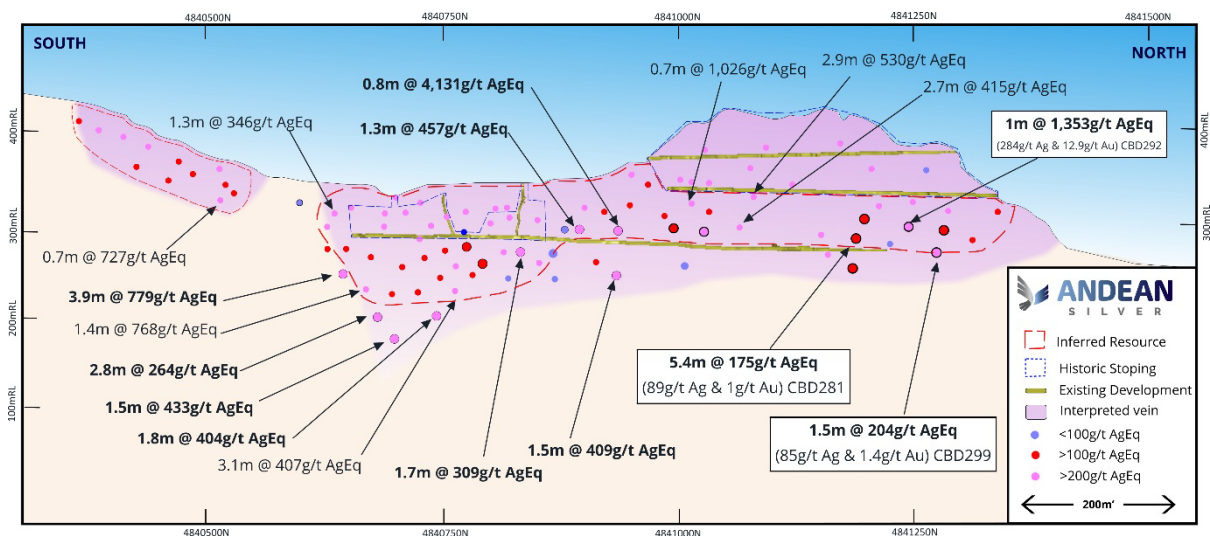 4840500N
4840750N
4841000N
4841250N
4841500N
SOUTH
NORTH
400mRL
300mRL
200mRL
100mRL
400mRL
300mRL
1.3m @ 346g/t AgEq
0.8m @ 4,131g/t AgEq
1.3m @ 457g/t AgEq
0.7m @ 1,026g/t AgEq
2.9m @ 530g/t AgEq
2.7m @ 415g/t AgEq
1m @ 1,353g/t AgEq
(284g/t Ag & 12.9g/t Au) CBD292
0.7m @ 727g/t AgEq
3.9m @ 779g/t AgEq
1.4m @ 768g/t AgEq
2.8m @ 264g/t AgEq
1.5m @ 433g/t AgEq
1.8m @ 404g/t AgEq
3.1m @ 407g/t AgEq
1.7m @ 309g/t AgEq
1.5m @ 409g/t AgEq
5.4m @ 175g/t AgEq
(89g/t Ag & 1g/t Au) CBD281
1.5m @ 204g/t AgEq
(85g/t Ag & 1.4g/t Au) CBD299
ANDEAN
SILVER
Inferred Resource
Historic Stoping
Existing Development
Interpreted vein
<100g/t AgEq
>100g/t AgEq
>200g/t AgEq
200m'
4840500N
4840750N
4841000N
4841250N